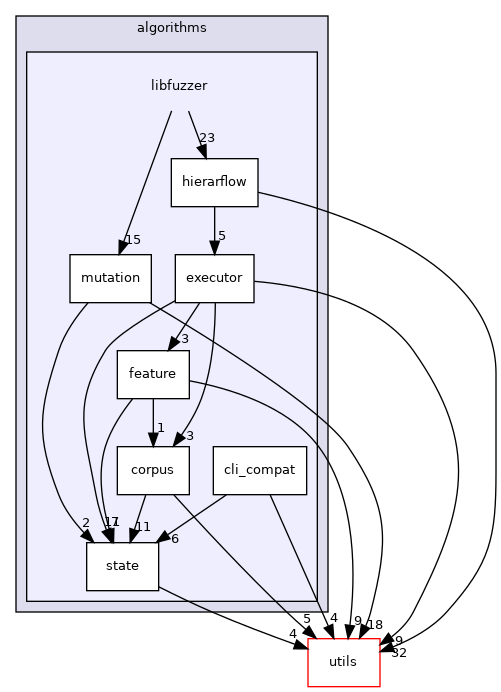 algorithms
libfuzzer
23
hierarflow
15
5
mutation
executor
3
feature
1
3
corpus
cli_compat
2
11
6
state
5
4
9
18
4
9
32
utils